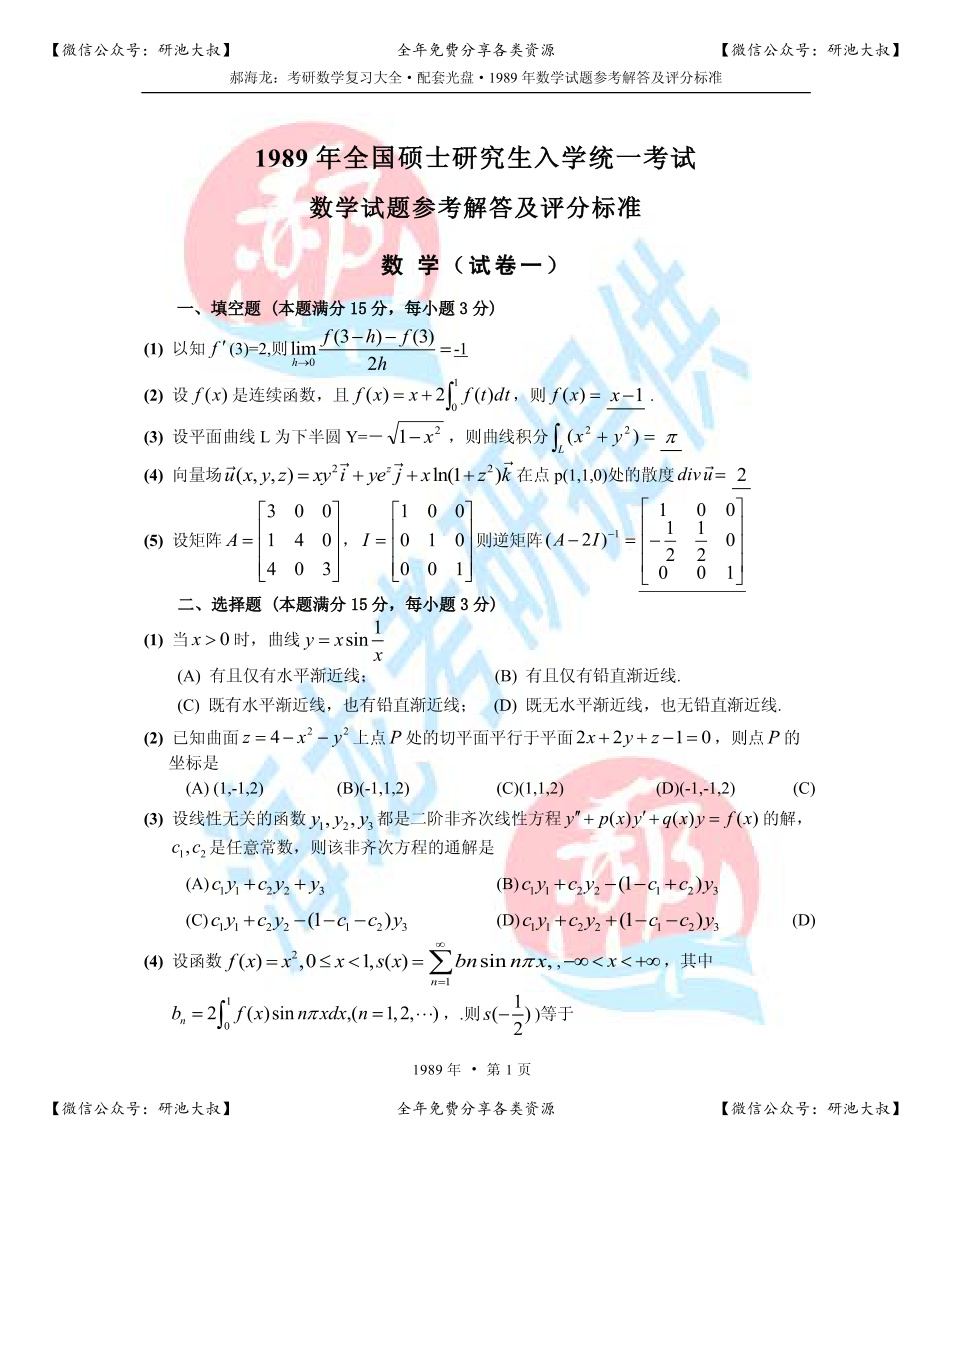 【微信公众号：研池大叔】 全年免费分享各类资源 【微信公众号：研池大叔】
郝海龙：考研数学复习大全·配套光盘·1989 年数学试题参考解答及评分标准
1989 年全国硕士研究生入学统一考试
数学试题参考解答及评分标准
数 学（试卷一）
一、填空题（本题满分 15 分，每小题 3 分）
(1) 以知 f′(3)=2,则 lim_{h→0} (f(3−h)−f(3))/(2h) = -1
(2) 设 f(x) 是连续函数，且 f(x) = x + 2∫_0^1 f(t)dt，则 f(x) = x−1 .
(3) 设平面曲线 L 为下半圆 Y=－√(1−x²)，则曲线积分 ∫_L (x² + y²) = π
(4) 向量场 u⃗(x, y, z) = xy² i⃗ + ye^z j⃗ + x ln(1+z²)k⃗ 在点 p(1,1,0)处的散度 div u⃗ = 2
(5) 设矩阵 A = [3 0 0; 1 4 0; 4 0 3]，I = [1 0 0; 0 1 0; 0 0 1] 则逆矩阵 (A−2I)^{−1} = [1 0 0; −1/2 1/2 0; 0 0 1]
二、选择题（本题满分 15 分，每小题 3 分）
(1) 当 x > 0 时，曲线 y = x sin 1/x
(A) 有且仅有水平渐近线； (B) 有且仅有铅直渐近线.
(C) 既有水平渐近线，也有铅直渐近线； (D) 既无水平渐近线，也无铅直渐近线.
(2) 已知曲面 z = 4 − x² − y² 上点 P 处的切平面平行于平面 2x + 2y + z −1 = 0，则点 P 的
坐标是
(A) (1,-1,2) (B)(-1,1,2) (C)(1,1,2) (D)(-1,-1,2) (C)
(3) 设线性无关的函数 y₁, y₂, y₃ 都是二阶非齐次线性方程 y″ + p(x)y′ + q(x)y = f(x) 的解，
c₁, c₂ 是任意常数，则该非齐次方程的通解是
(A) c₁y₁ + c₂y₂ + y₃ (B) c₁y₁ + c₂y₂ − (1−c₁ + c₂)y₃
(C) c₁y₁ + c₂y₂ − (1−c₁ −c₂)y₃ (D) c₁y₁ + c₂y₂ + (1−c₁ −c₂)y₃ (D)
(4) 设函数 f(x) = x², 0 ≤ x < 1, s(x) = ∑_{n=1}^{∞} bn sin nπx, , −∞ < x < +∞，其中
bₙ = 2∫_0^1 f(x)sin nπxdx,(n = 1, 2, ⋯)，.则 s(−1/2) )等于
1989 年 · 第 1 页
【微信公众号：研池大叔】 全年免费分享各类资源 【微信公众号：研池大叔】
郝
海龙考研提供
郝